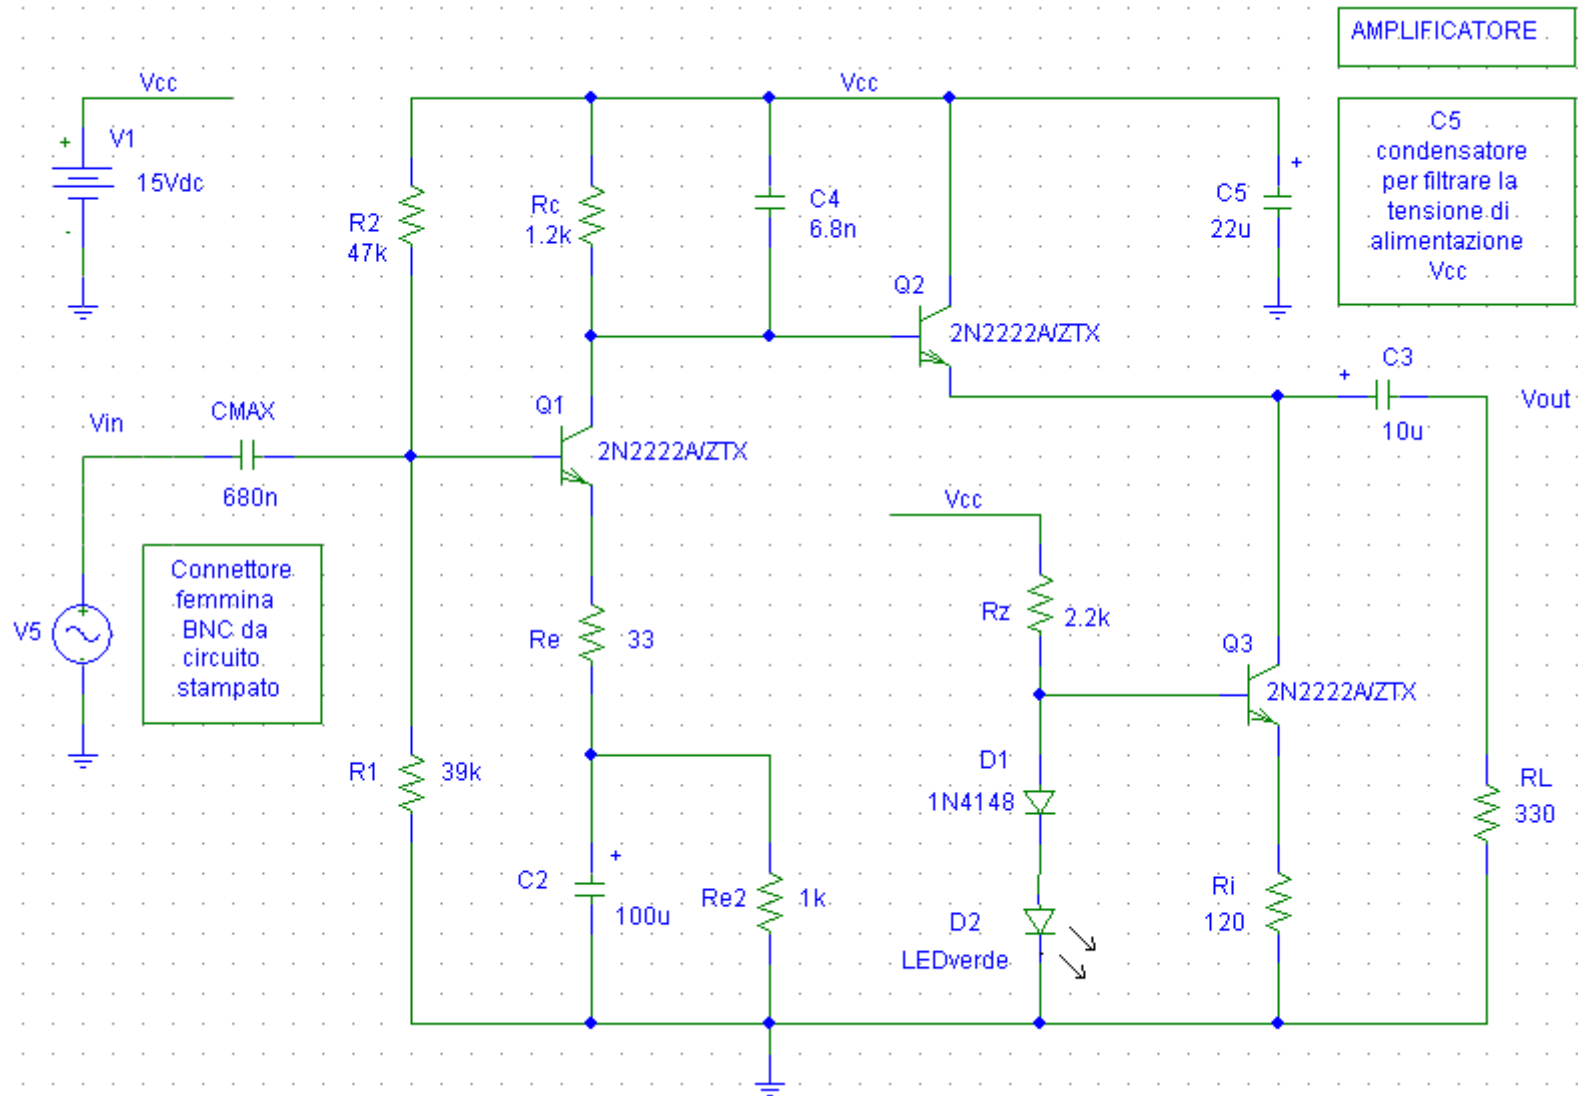 AMPLIFICATORE
Vcc
V1
+
15Vdc
-
Vcc
R2
47k
Rc
1.2k
C4
6.8n
+
C5
22u
C5
condensatore
per filtrare la
tensione di
alimentazione
Vcc
Q2
2N2222A/ZTX
C3
+
10u
Vout
Vin
CMAX
680n
Q1
2N2222A/ZTX
Vcc
Connettore
femmina
BNC da
circuito
stampato
V5
+
-
Re
33
Rz
2.2k
Q3
2N2222A/ZTX
R1
39k
D1
1N4148
RL
330
C2
+
100u
Re2
1k
D2
LEDverde
Ri
120